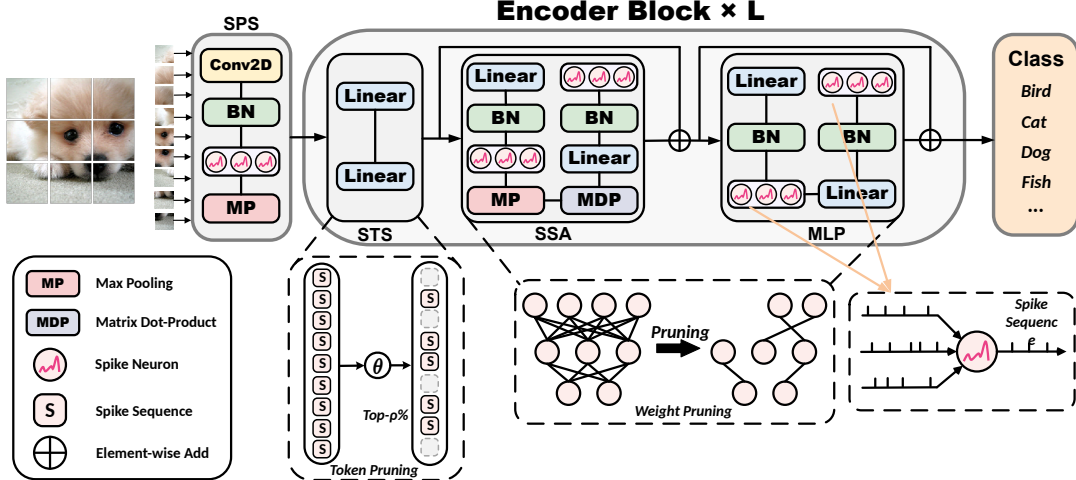 Encoder Block × L
SPS
Conv2D
BN
MP
Linear
Linear
STS
Linear
BN
MP
BN
Linear
MDP
SSA
Linear
BN
BN
Linear
MLP
Class
Bird
Cat
Dog
Fish
...
MP Max Pooling
MDP Matrix Dot-Product
Spike Neuron
S Spike Sequence
Element-wise Add
S
S
S
S
S
S
S
S
S
θ
Top-ρ%
S
S
S
S
S
Token Pruning
Pruning
Weight Pruning
Spike
Sequenc
e